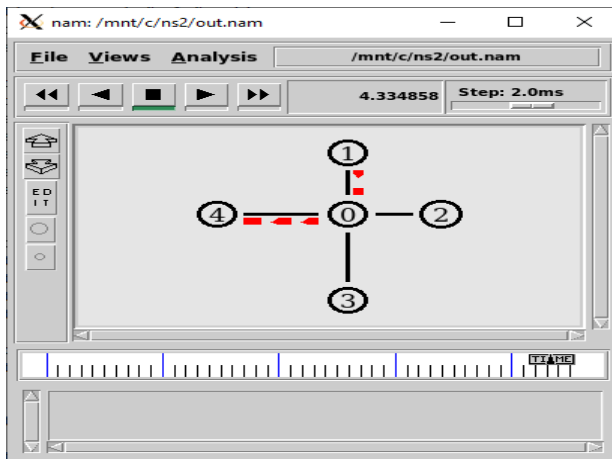 nam: /mnt/c/ns2/out.nam
File Views Analysis /mnt/c/ns2/out.nam
4.334858 Step: 2.0ms
E D
I T
1
4 0 2
3
TIME